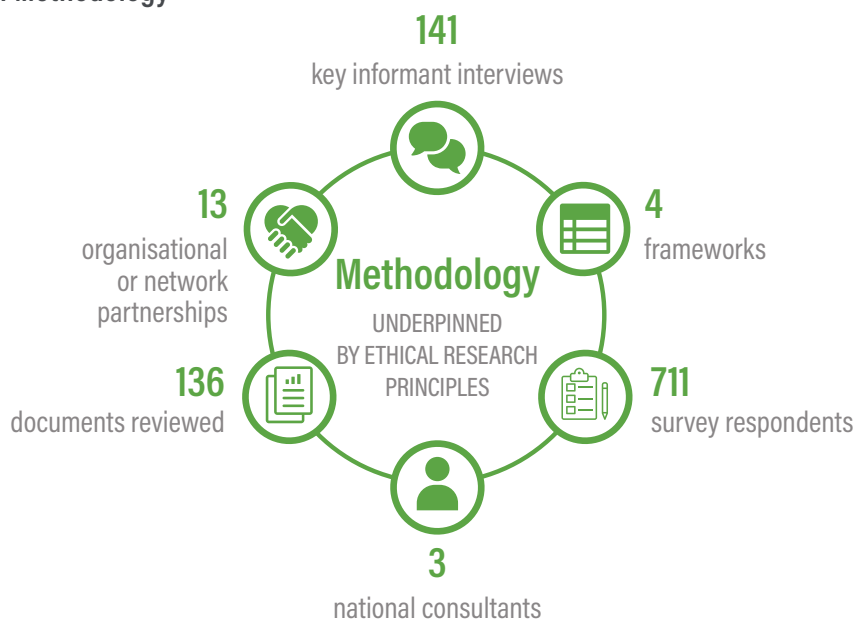 Methodology
141
key informant interviews
13
organisational
or network
partnerships
4
frameworks
Methodology
UNDERPINNED
BY ETHICAL RESEARCH
PRINCIPLES
136
documents reviewed
711
survey respondents
3
national consultants